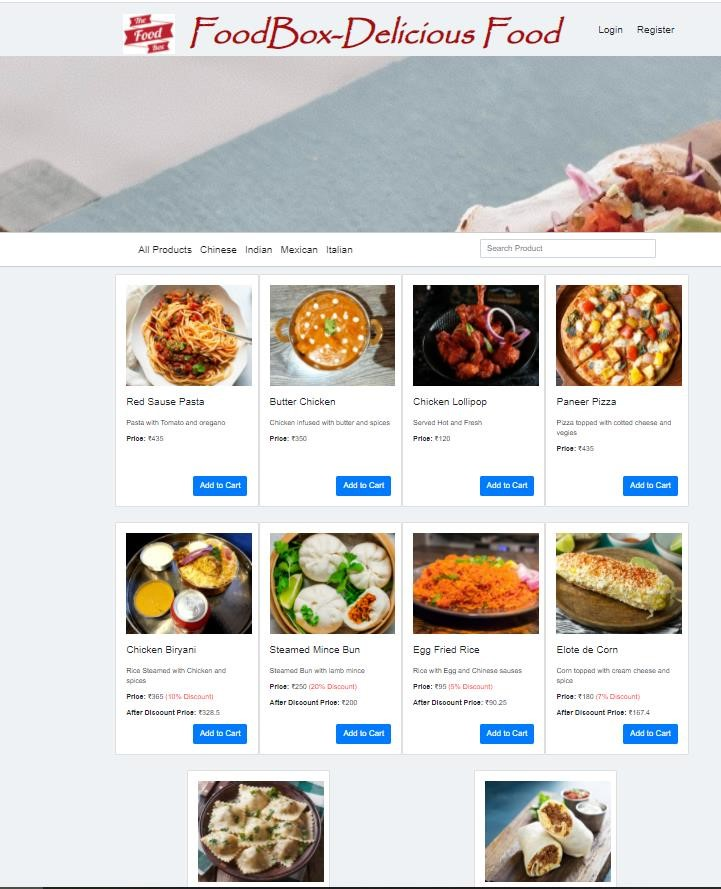 The
Food
Box
FoodBox-Delicious Food
Login Register
All Products Chinese Indian Mexican Italian
Search Product
Red Sause Pasta
Pasta with Tomato and oregano
Price: ₹435
Add to Cart
Butter Chicken
Chicken infused with butter and spices
Price: ₹350
Add to Cart
Chicken Lollipop
Served Hot and Fresh
Price: ₹120
Add to Cart
Paneer Pizza
Pizza topped with cotted cheese and
vegies
Price: ₹435
Add to Cart
Chicken Biryani
Rice Steamed with Chicken and
spices
Price: ₹365 (10% Discount)
After Disoount Price: ₹328.5
Add to Cart
Steamed Mince Bun
Steamed Bun with lamb mince
Price: ₹250 (20% Discount)
After Disoount Price: ₹200
Add to Cart
Egg Fried Rice
Rice with Egg and Chinese sauses
Price: ₹95 (5% Discount)
After Disoount Price: ₹90.25
Add to Cart
Elote de Corn
Corn topped with cream cheese and
spice
Price: ₹180 (7% Discount)
After Disoount Price: ₹167.4
Add to Cart